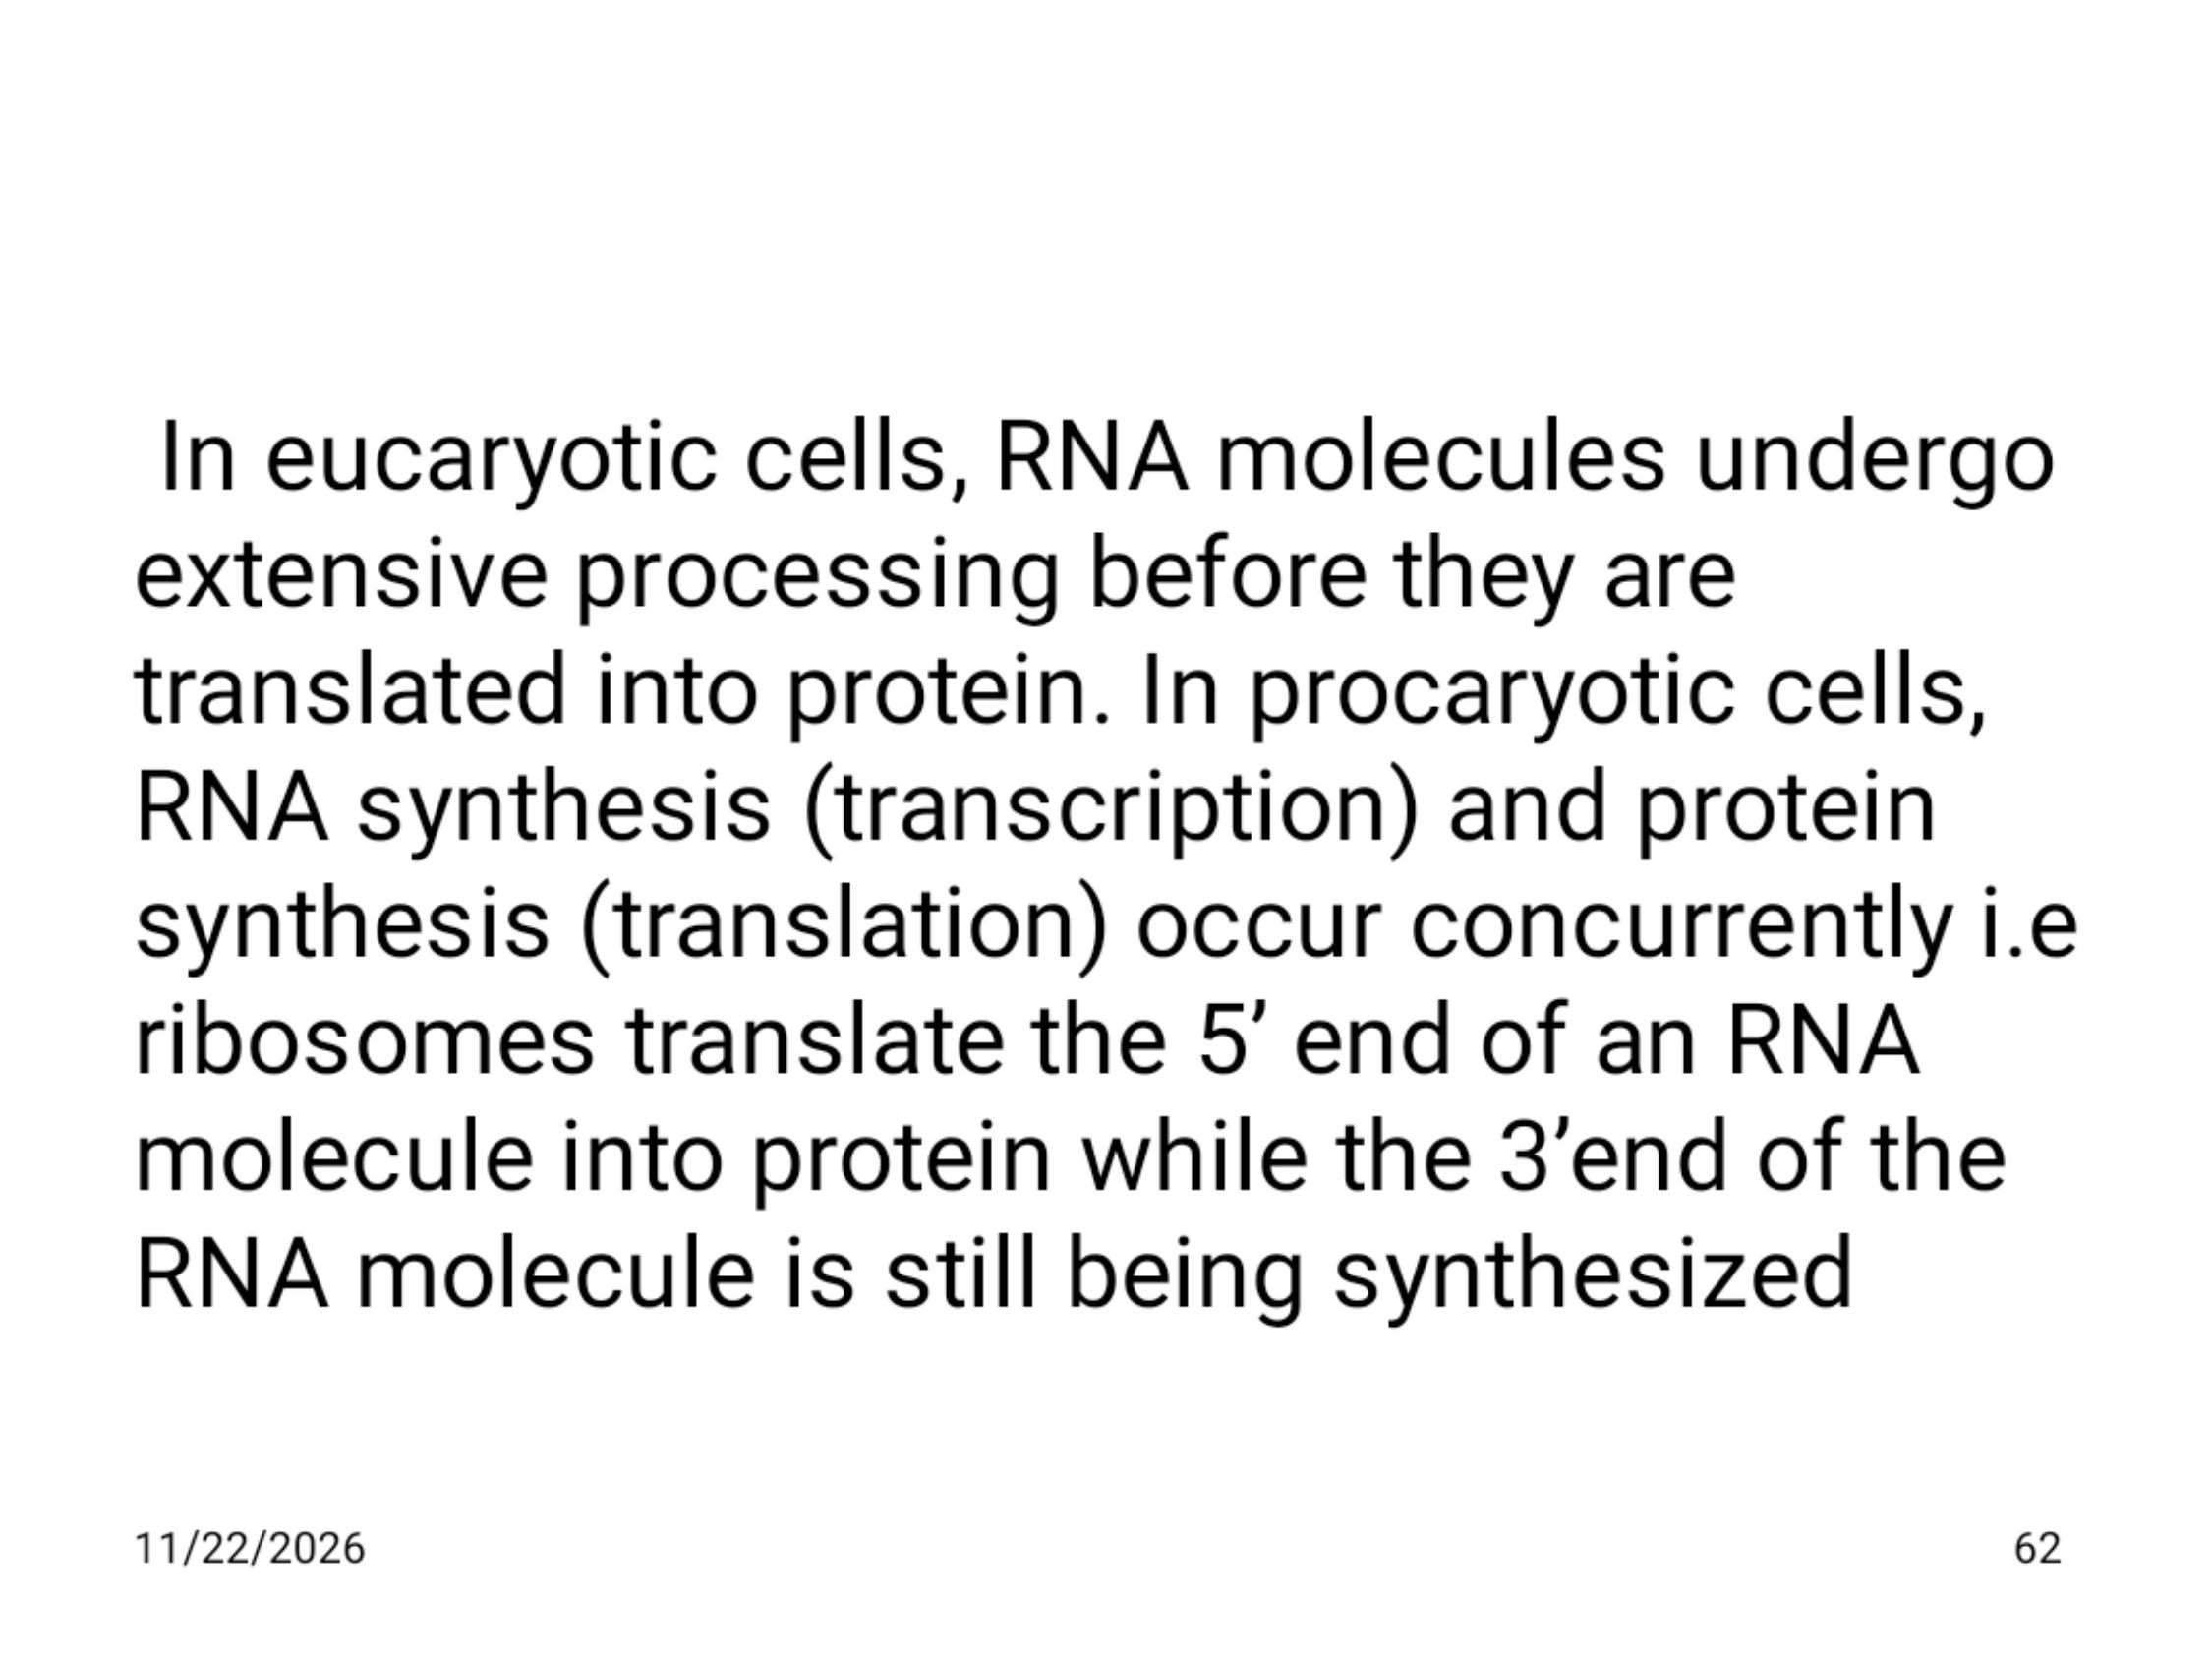 In eucaryotic cells, RNA molecules undergo
extensive processing before they are
translated into protein. In procaryotic cells,
RNA synthesis (transcription) and protein
synthesis (translation) occur concurrently i.e
ribosomes translate the 5’ end of an RNA
molecule into protein while the 3’end of the
RNA molecule is still being synthesized
11/22/2026
62